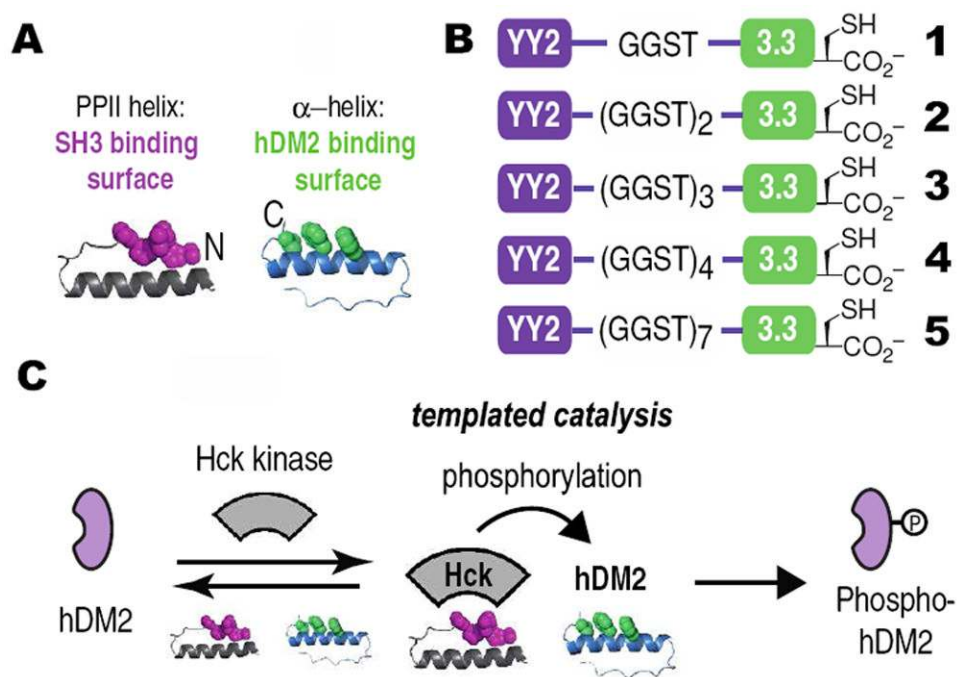 A
PPII helix:
SH3 binding
surface
N
α–helix:
hDM2 binding
surface
C
B
YY2 GGST 3.3 SH CO₂⁻ 1
YY2 (GGST)₂ 3.3 SH CO₂⁻ 2
YY2 (GGST)₃ 3.3 SH CO₂⁻ 3
YY2 (GGST)₄ 3.3 SH CO₂⁻ 4
YY2 (GGST)₇ 3.3 SH CO₂⁻ 5
C
templated catalysis
Hck kinase
phosphorylation
hDM2
Hck
hDM2
P
Phospho-
hDM2